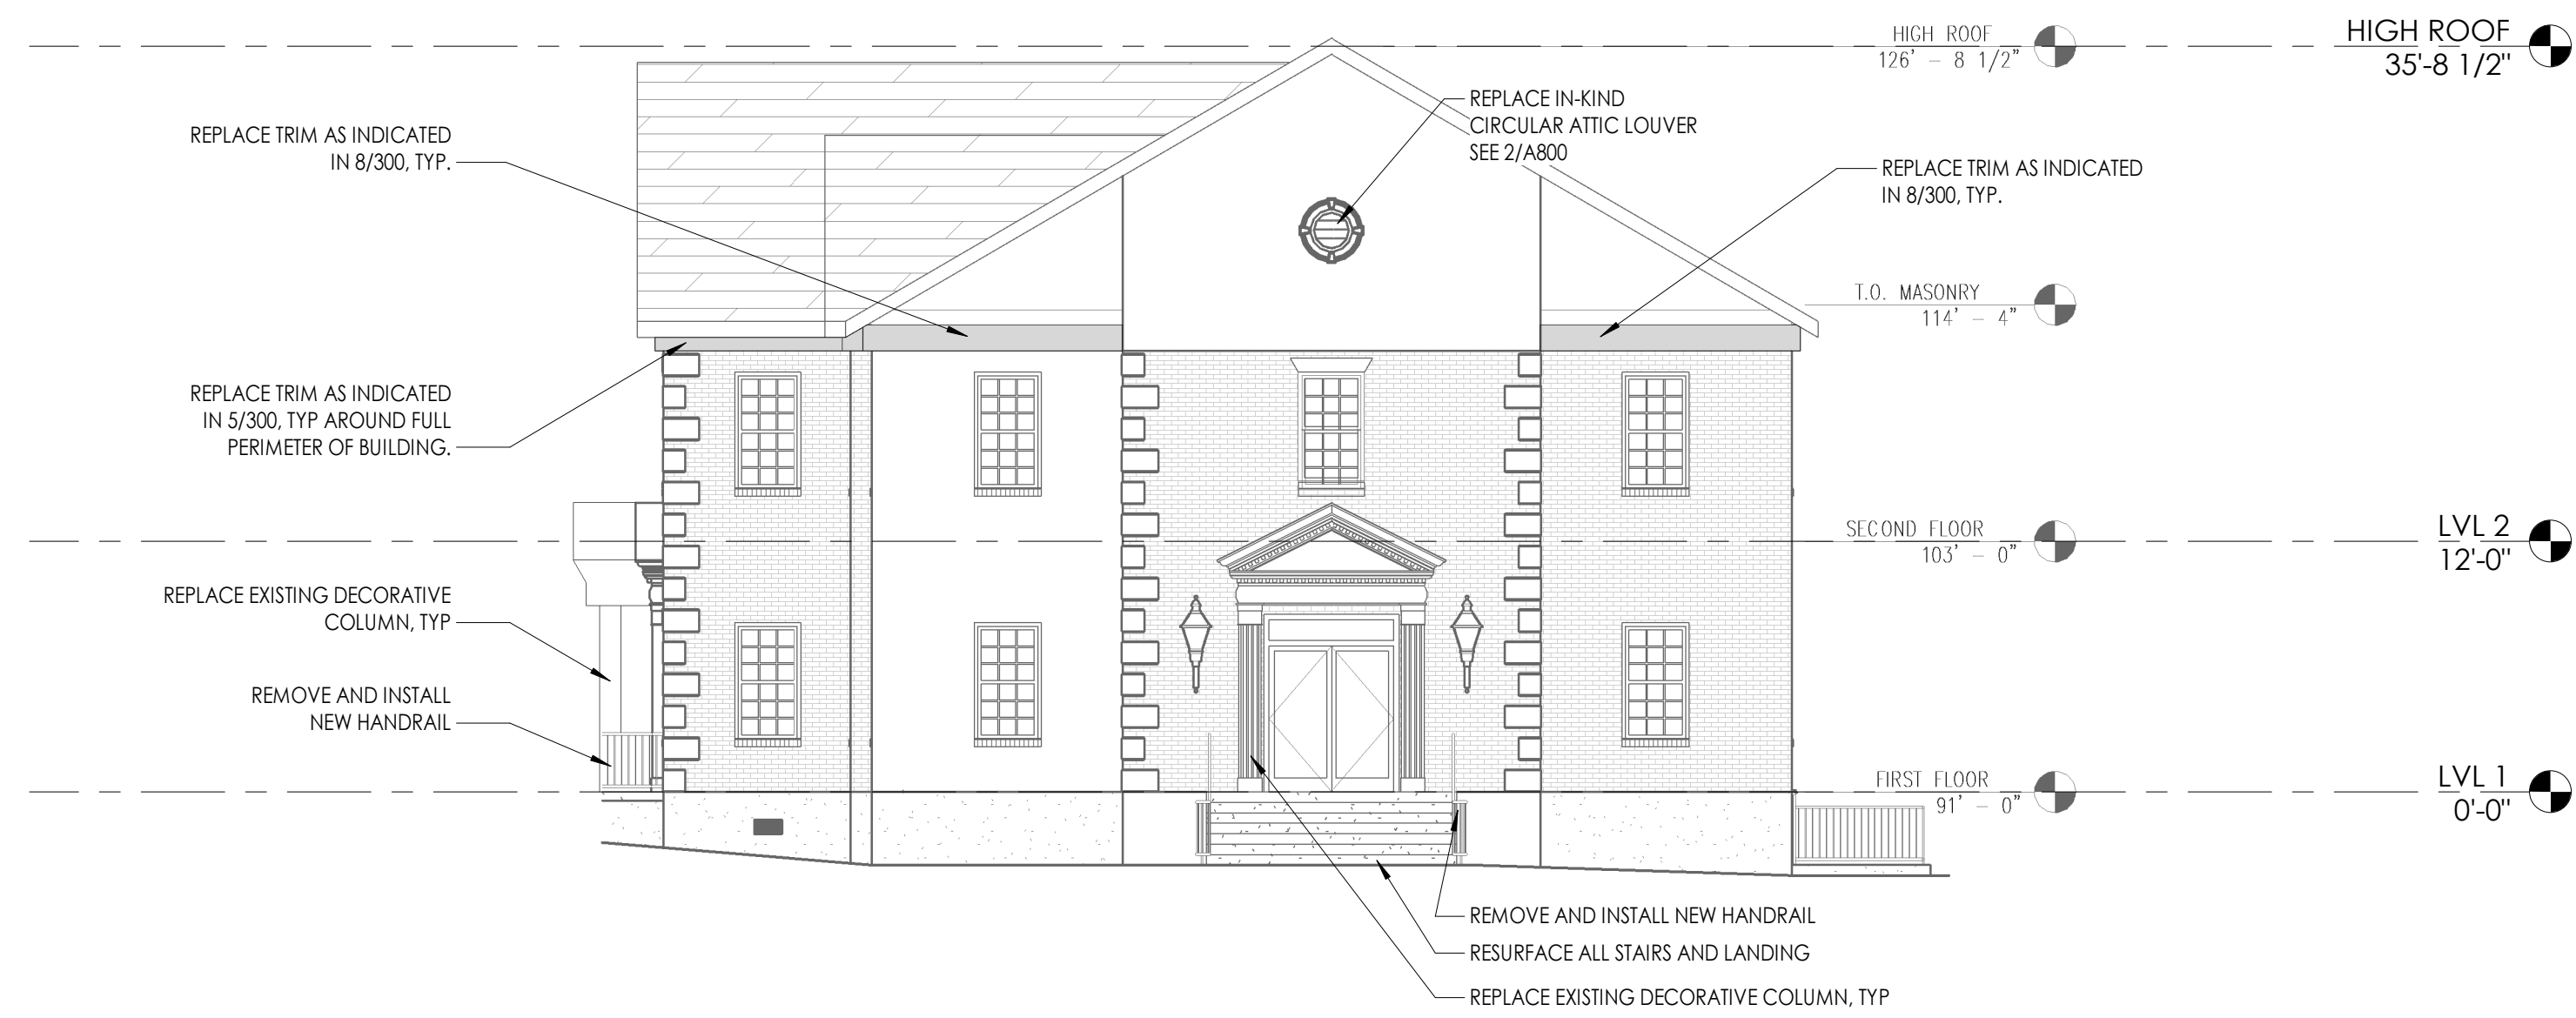 HIGH ROOF
126' - 8 1/2"
HIGH ROOF
35'-8 1/2"
REPLACE TRIM AS INDICATED
IN 8/300, TYP.
REPLACE IN-KIND
CIRCULAR ATTIC LOUVER
SEE 2/A800
REPLACE TRIM AS INDICATED
IN 8/300, TYP.
T.O. MASONRY
114' - 4"
REPLACE TRIM AS INDICATED
IN 5/300, TYP AROUND FULL
PERIMETER OF BUILDING.
SECOND FLOOR
103' - 0"
LVL 2
12'-0"
REPLACE EXISTING DECORATIVE
COLUMN, TYP
REMOVE AND INSTALL
NEW HANDRAIL
FIRST FLOOR
91' - 0"
LVL 1
0'-0"
REMOVE AND INSTALL NEW HANDRAIL
RESURFACE ALL STAIRS AND LANDING
REPLACE EXISTING DECORATIVE COLUMN, TYP